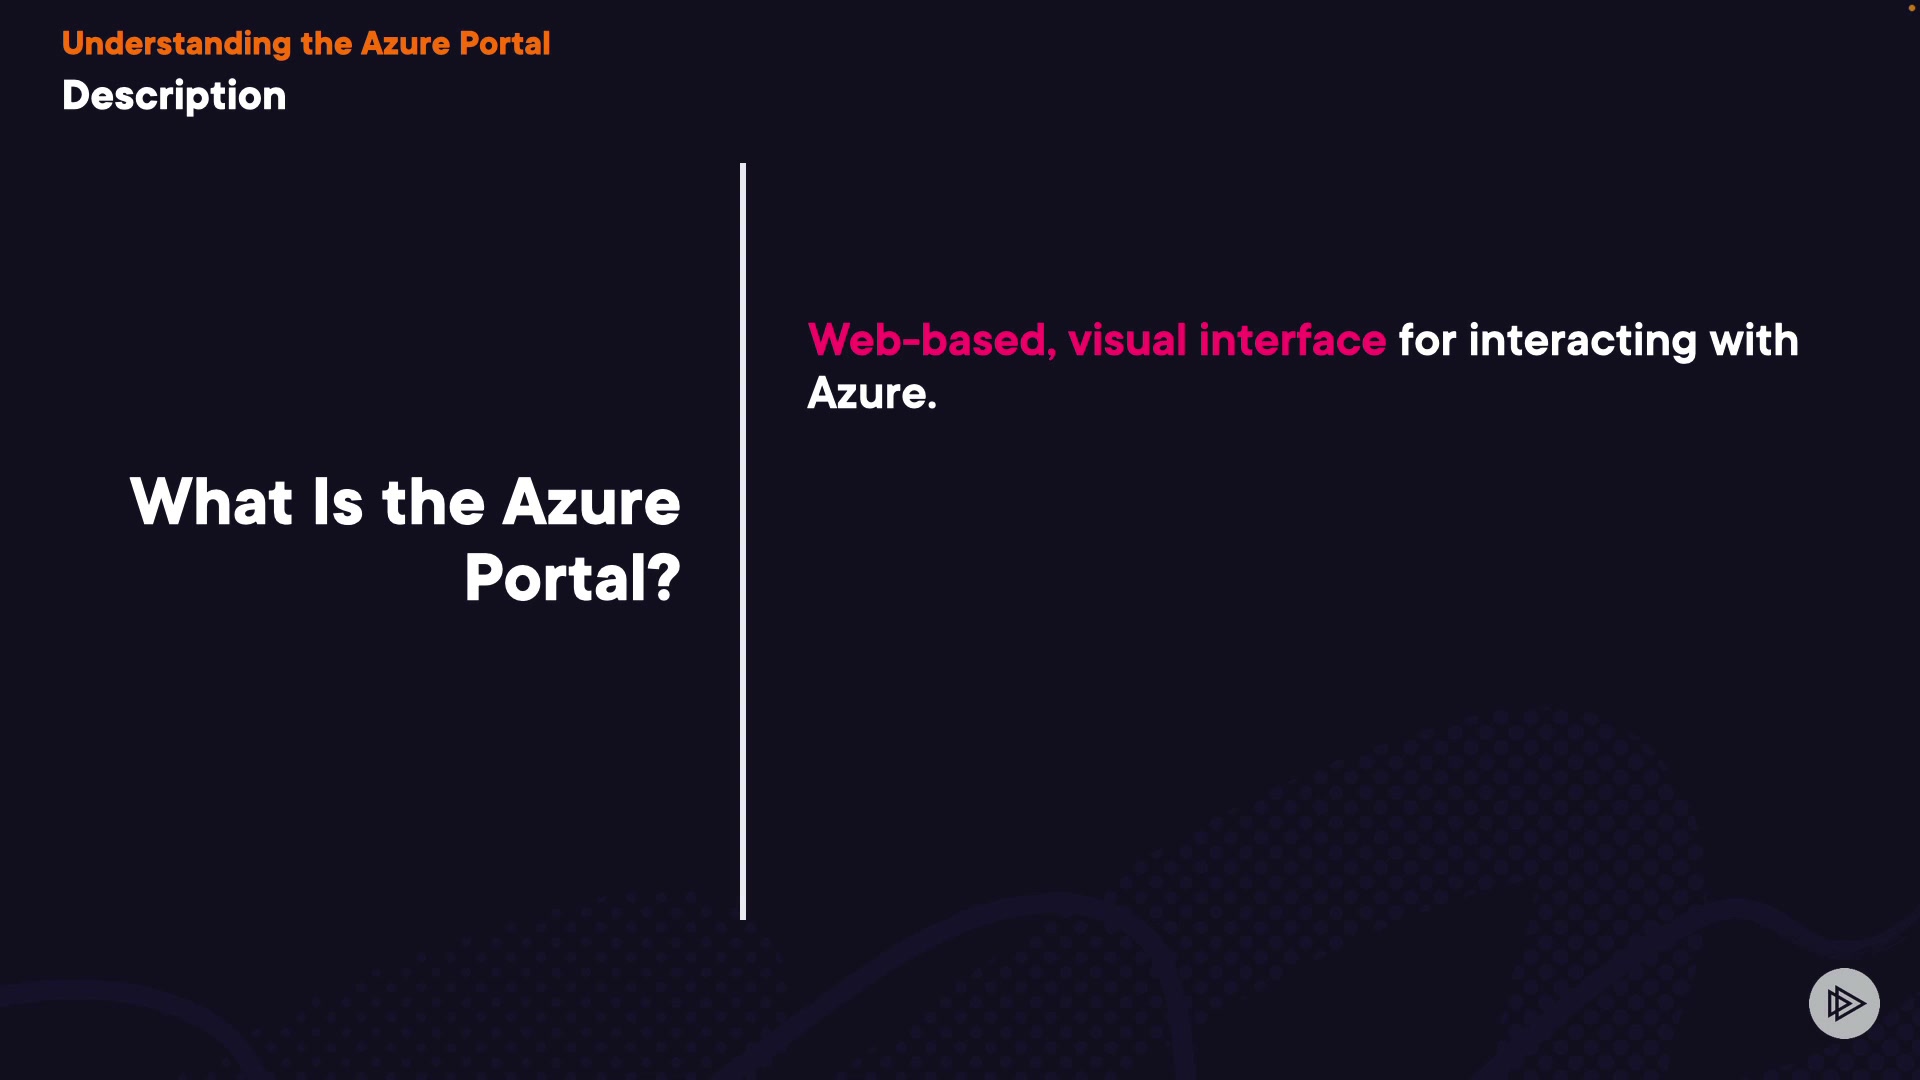 Understanding the Azure Portal
Description
What Is the Azure
Portal?
Web-based, visual interface for interacting with
Azure.